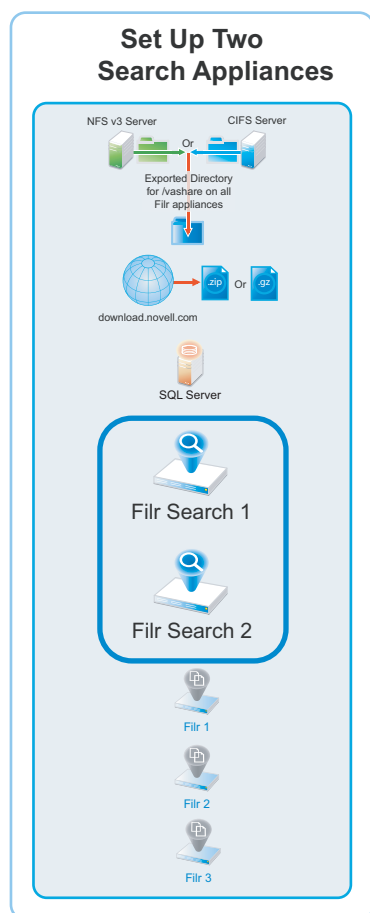 Set Up Two
Search Appliances
NFS v3 Server
CIFS Server
Or
Exported Directory
for /vashare on all
Filr appliances
.zip
Or
.gz
download.novell.com
SQL Server
Filr Search 1
Filr Search 2
Filr 1
Filr 2
Filr 3